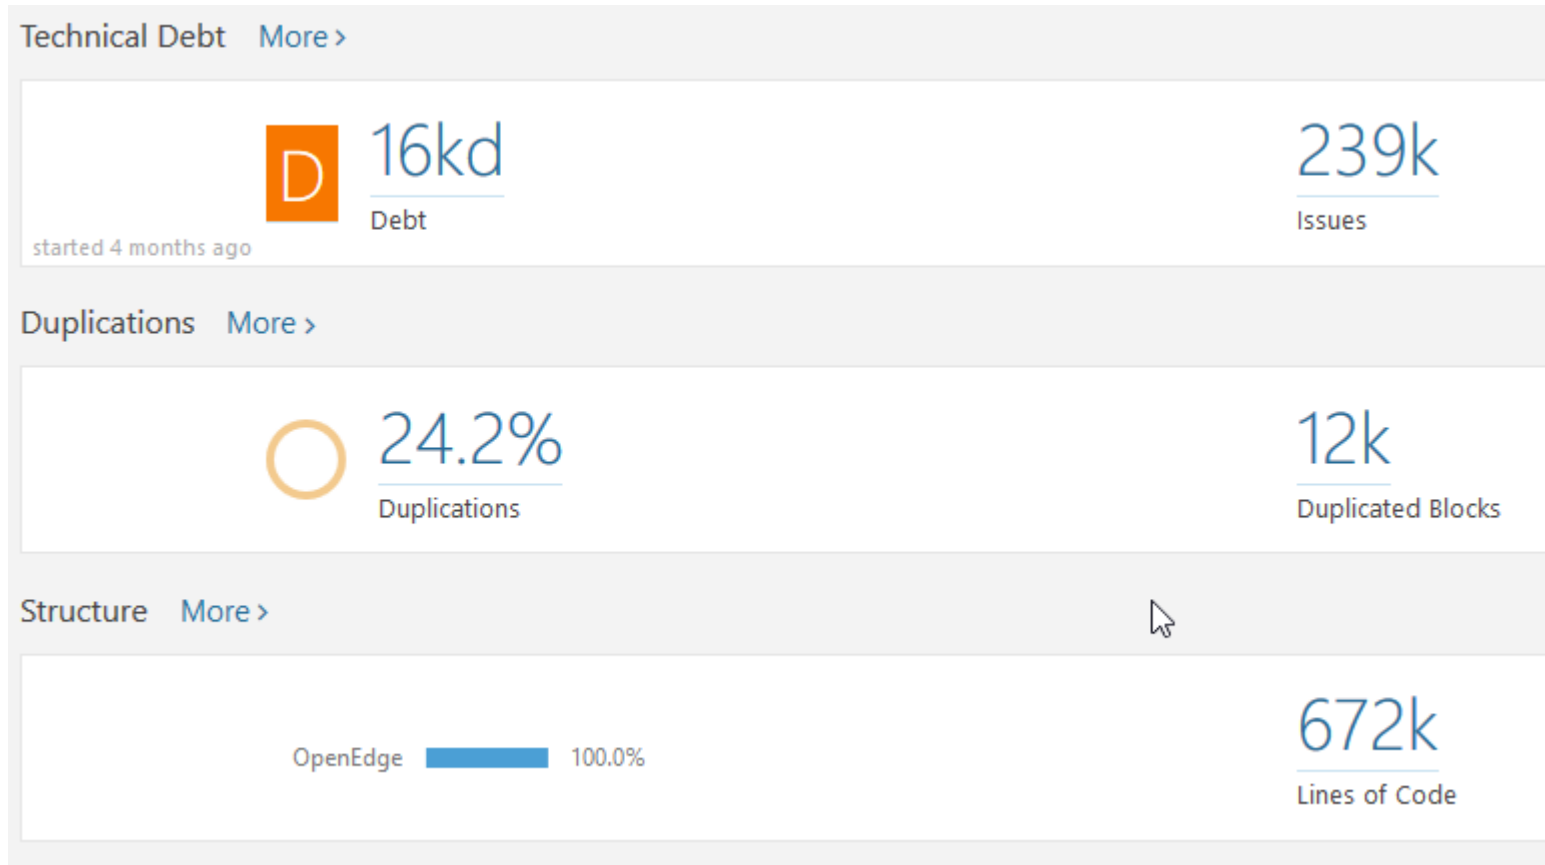 Technical Debt More >
D 16kd 239k
Debt Issues
started 4 months ago
Duplications More >
24.2% 12k
Duplications Duplicated Blocks
Structure More >
672k
OpenEdge 100.0%
Lines of Code